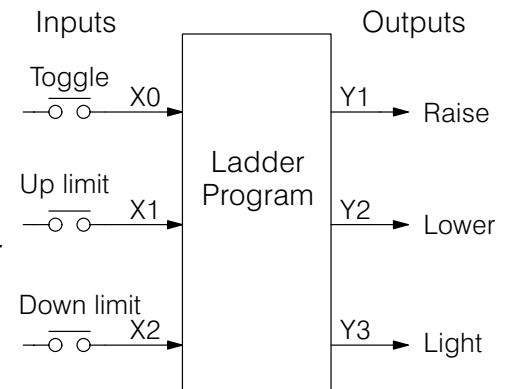 Inputs
Outputs
Toggle
X0
Y1
Raise
Ladder
Program
Up limit
X1
Y2
Lower
Down limit
X2
Y3
Light